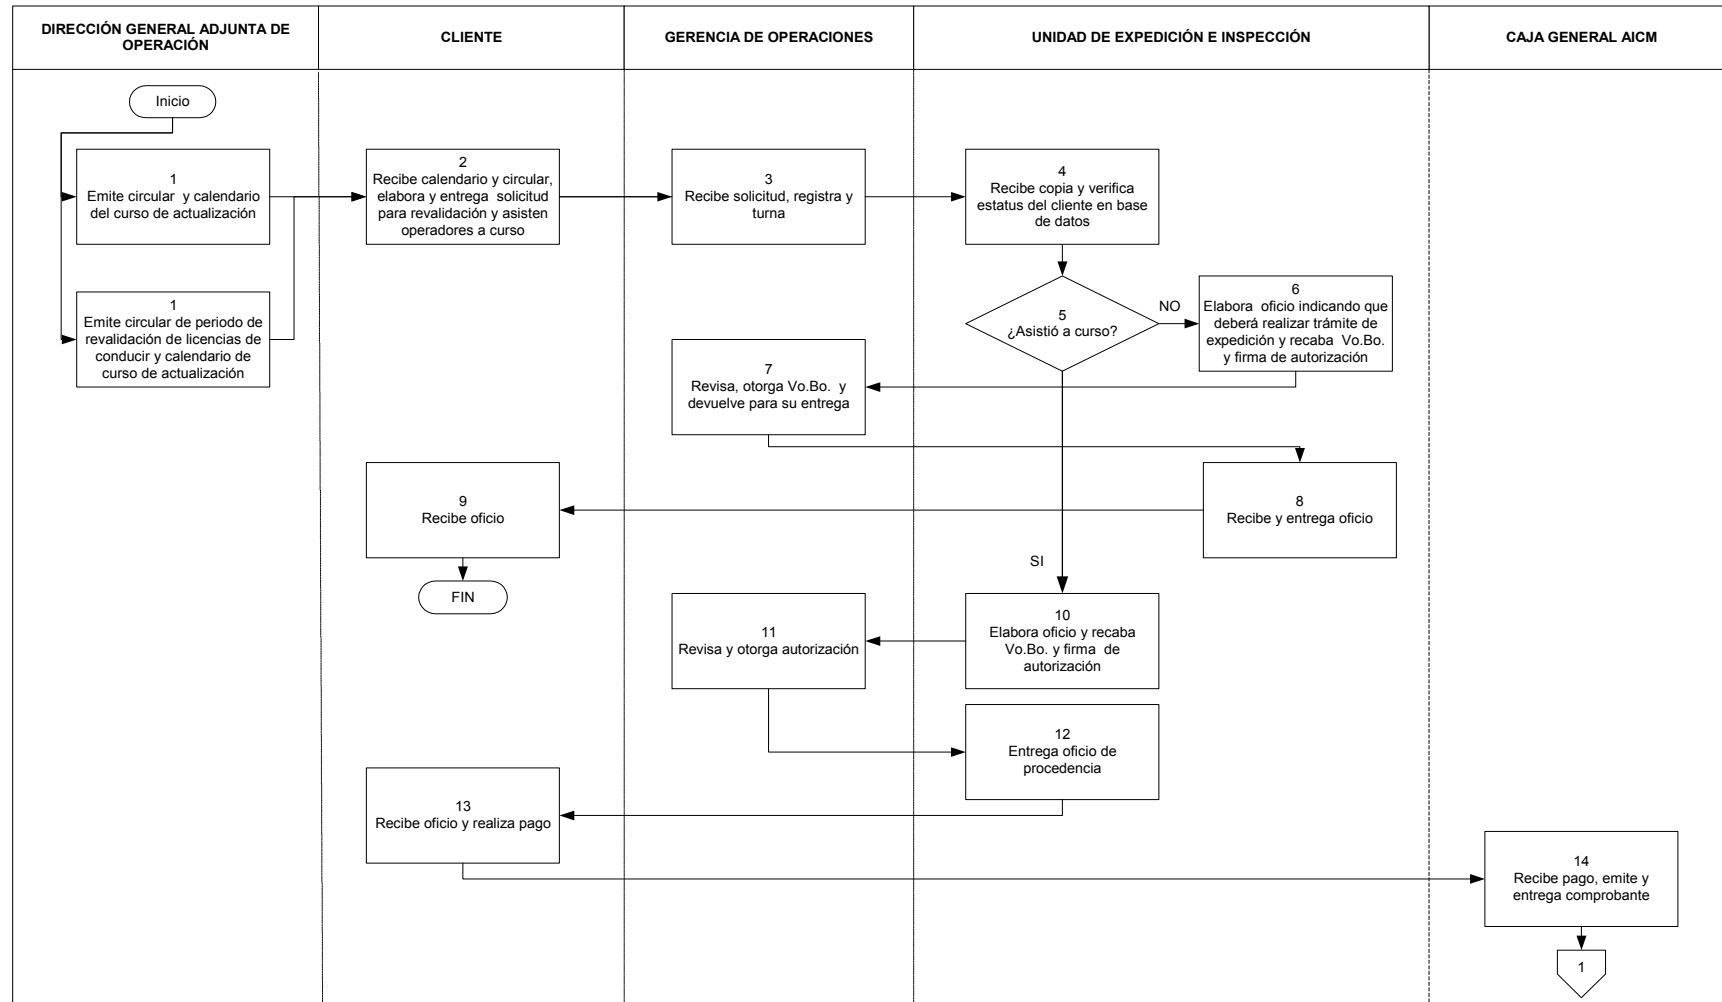 DIRECCIÓN GENERAL ADJUNTA DE
OPERACIÓN
CLIENTE
GERENCIA DE OPERACIONES
UNIDAD DE EXPEDICIÓN E INSPECCIÓN
CAJA GENERAL AICM
Inicio
1
Emite circular y calendario
del curso de actualización
2
Recibe calendario y circular,
elabora y entrega solicitud
para revalidación y asisten
operadores a curso
3
Recibe solicitud, registra y
turna
4
Recibe copia y verifica
estatus del cliente en base
de datos
1
Emite circular de periodo de
revalidación de licencias de
conducir y calendario de
curso de actualización
5
¿Asistió a curso?
NO
6
Elabora oficio indicando que
deberá realizar trámite de
expedición y recaba Vo.Bo.
y firma de autorización
7
Revisa, otorga Vo.Bo. y
devuelve para su entrega
8
Recibe y entrega oficio
9
Recibe oficio
FIN
SI
10
Elabora oficio y recaba
Vo.Bo. y firma de
autorización
11
Revisa y otorga autorización
12
Entrega oficio de
procedencia
13
Recibe oficio y realiza pago
14
Recibe pago, emite y
entrega comprobante
1